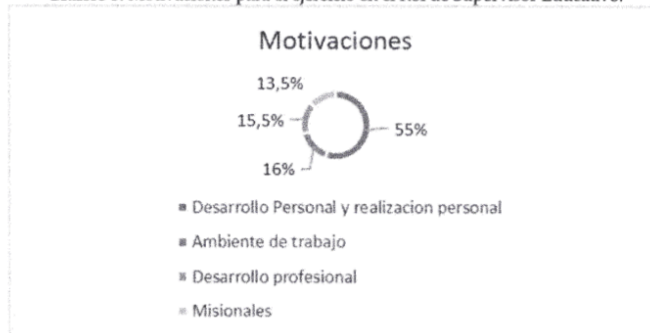 Motivaciones
13,5%
15,5%
55%
16%
Desarrollo Personal y realizacion personal
Ambiente de trabajo
Desarrollo profesional
Misionales